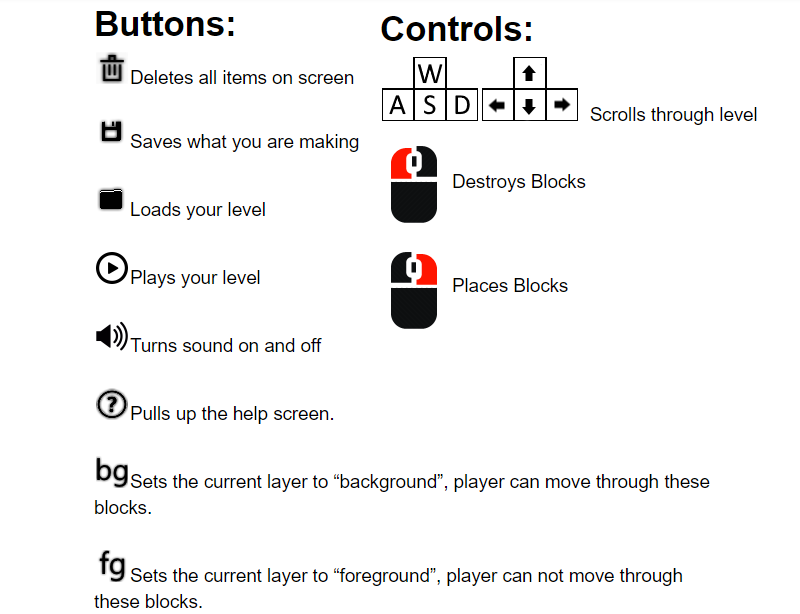 Buttons:
Deletes all items on screen
Saves what you are making
Loads your level
Plays your level
Turns sound on and off
? Pulls up the help screen.
bg Sets the current layer to “background”, player can move through these
blocks.
fg Sets the current layer to “foreground”, player can not move through
these blocks.
Controls:
W
A S D Scrolls through level
Destroys Blocks
Places Blocks